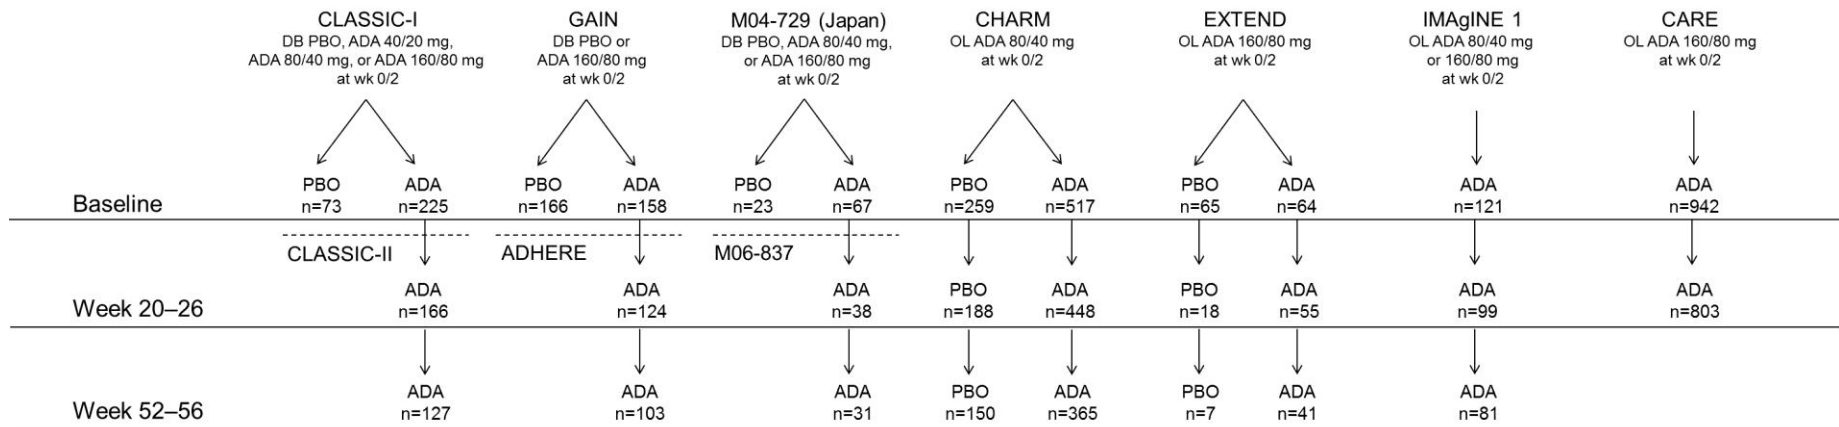 CLASSIC-I
DB PBO, ADA 40/20 mg,
ADA 80/40 mg, or ADA 160/80 mg
at wk 0/2
GAIN
DB PBO or
ADA 160/80 mg
at wk 0/2
M04-729 (Japan)
DB PBO, ADA 80/40 mg,
or ADA 160/80 mg
at wk 0/2
CHARM
OL ADA 80/40 mg
at wk 0/2
EXTEND
OL ADA 160/80 mg
at wk 0/2
IMAgINE 1
OL ADA 80/40 mg
or 160/80 mg
at wk 0/2
CARE
OL ADA 160/80 mg
at wk 0/2
PBO ADA PBO ADA PBO ADA PBO ADA PBO ADA ADA ADA
Baseline n=73 n=225 n=166 n=158 n=23 n=67 n=259 n=517 n=65 n=64 n=121 n=942
CLASSIC-II ADHERE M06-837
ADA ADA ADA PBO ADA PBO ADA ADA ADA
Week 20–26 n=166 n=124 n=38 n=188 n=448 n=18 n=55 n=99 n=803
ADA ADA ADA PBO ADA PBO ADA ADA
Week 52–56 n=127 n=103 n=31 n=150 n=365 n=7 n=41 n=81